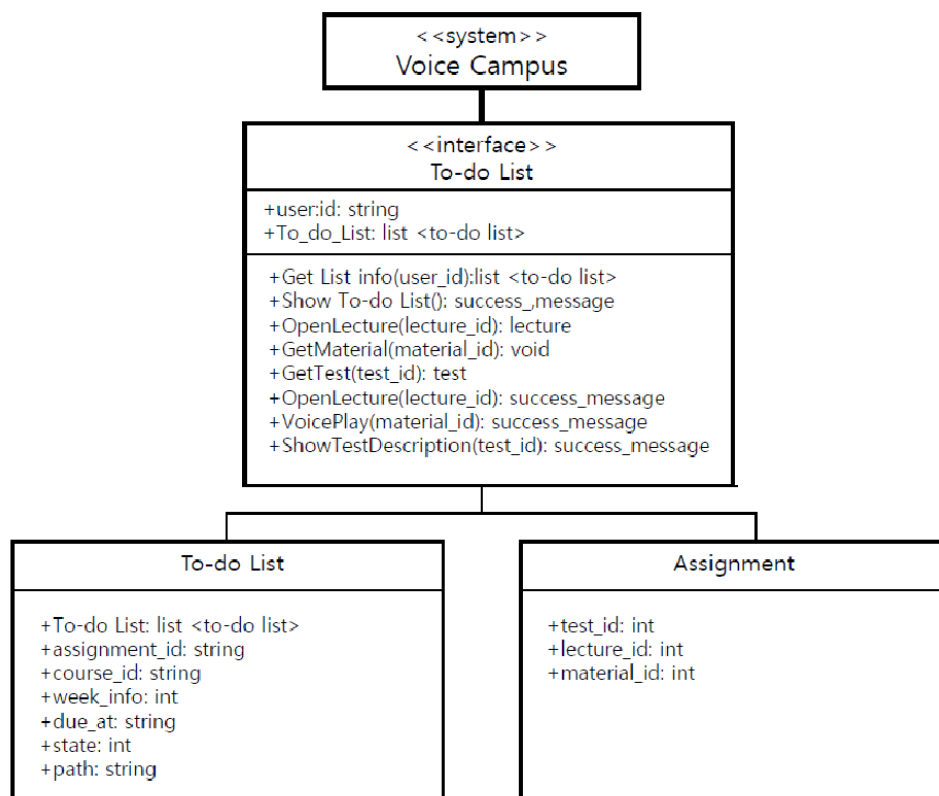 <<system>>
Voice Campus
<<interface>>
To-do List
+user:id: string
+To_do_List: list <to-do list>
+Get List info(user_id):list <to-do list>
+Show To-do List(): success_,message
+OpenLecture(lecture_id): lecture
+GetMaterial(material_id): void
+GetTest(test_id): test
+OpenLecture(lecture_id): success_message
+VoicePlay(material_id): success_message
+ShowTestDescription(test_id): success_message
To-do List
+To-do List: list <to-do list>
+assignment_id: string
+course_id: string
+week_info: int
+due_at: string
+state: int
+path: string
Assignment
+test_id: int
+lecture_id: int
+material_id: int